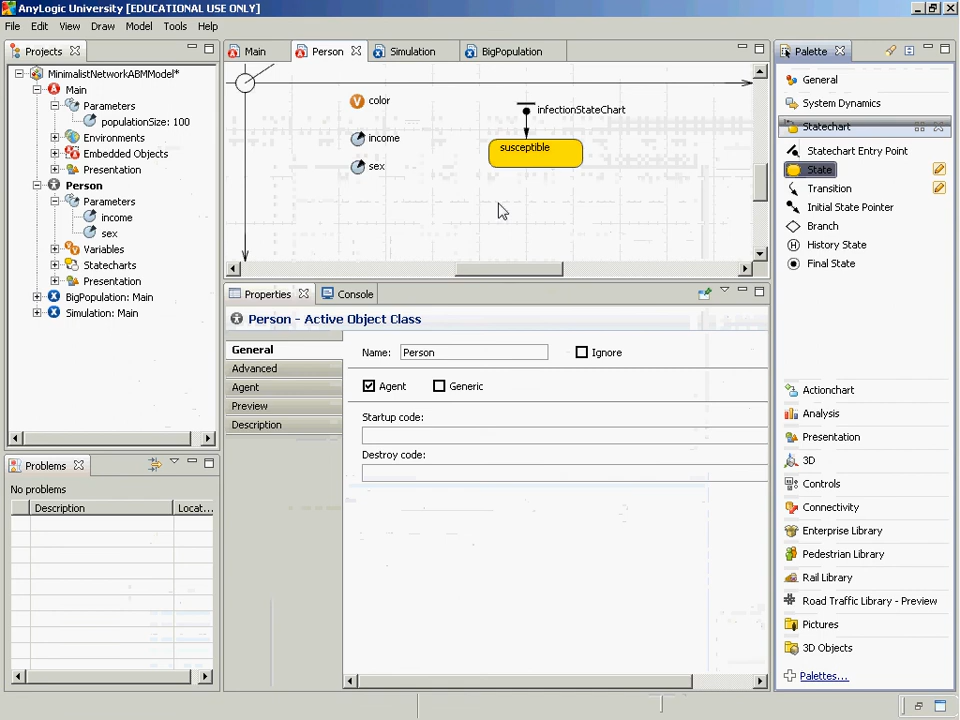 AnyLogic University [EDUCATIONAL USE ONLY]
File Edit View Draw Model Tools Help
Projects
MinimalistNetworkABMModel*
Main
Parameters
populationSize: 100
Environments
Embedded Objects
Presentation
Person
Parameters
income
sex
Variables
Statecharts
Presentation
BigPopulation: Main
Simulation: Main
Problems
No problems
Description Locat...
Main Person Simulation BigPopulation
color
income
sex
infectionStateChart
susceptible
Properties Console
Person - Active Object Class
General
Advanced
Agent
Preview
Description
Name: Person Ignore
Agent Generic
Startup code:
Destroy code:
Palette
General
System Dynamics
Statechart
Statechart Entry Point
State
Transition
Initial State Pointer
Branch
History State
Final State
Actionchart
Analysis
Presentation
3D
Controls
Connectivity
Enterprise Library
Pedestrian Library
Rail Library
Road Traffic Library - Preview
Pictures
3D Objects
Palettes...